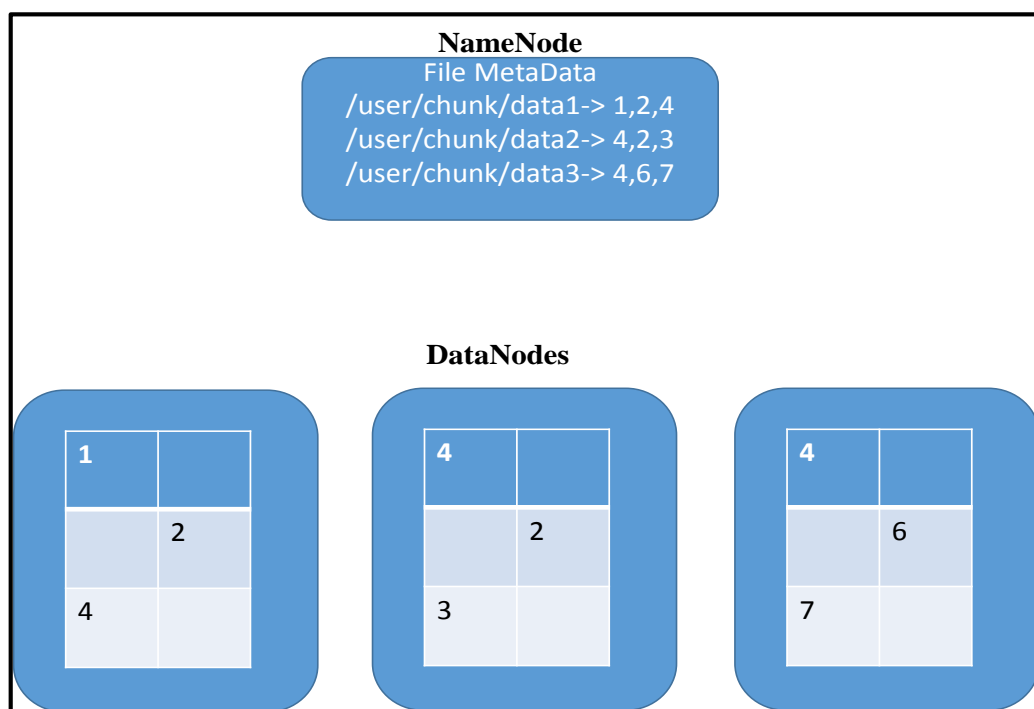 NameNode
File MetaData
/user/chunk/data1-> 1,2,4
/user/chunk/data2-> 4,2,3
/user/chunk/data3-> 4,6,7
DataNodes
1
2
4
4
2
3
4
6
7